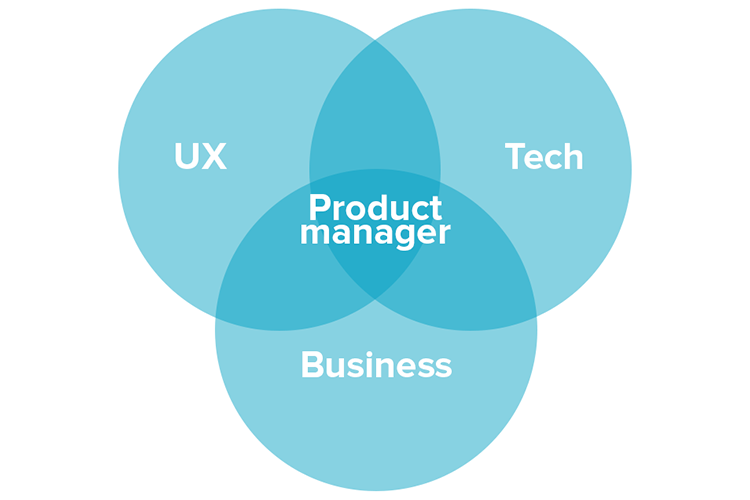 UX
Tech
Product
manager
Business